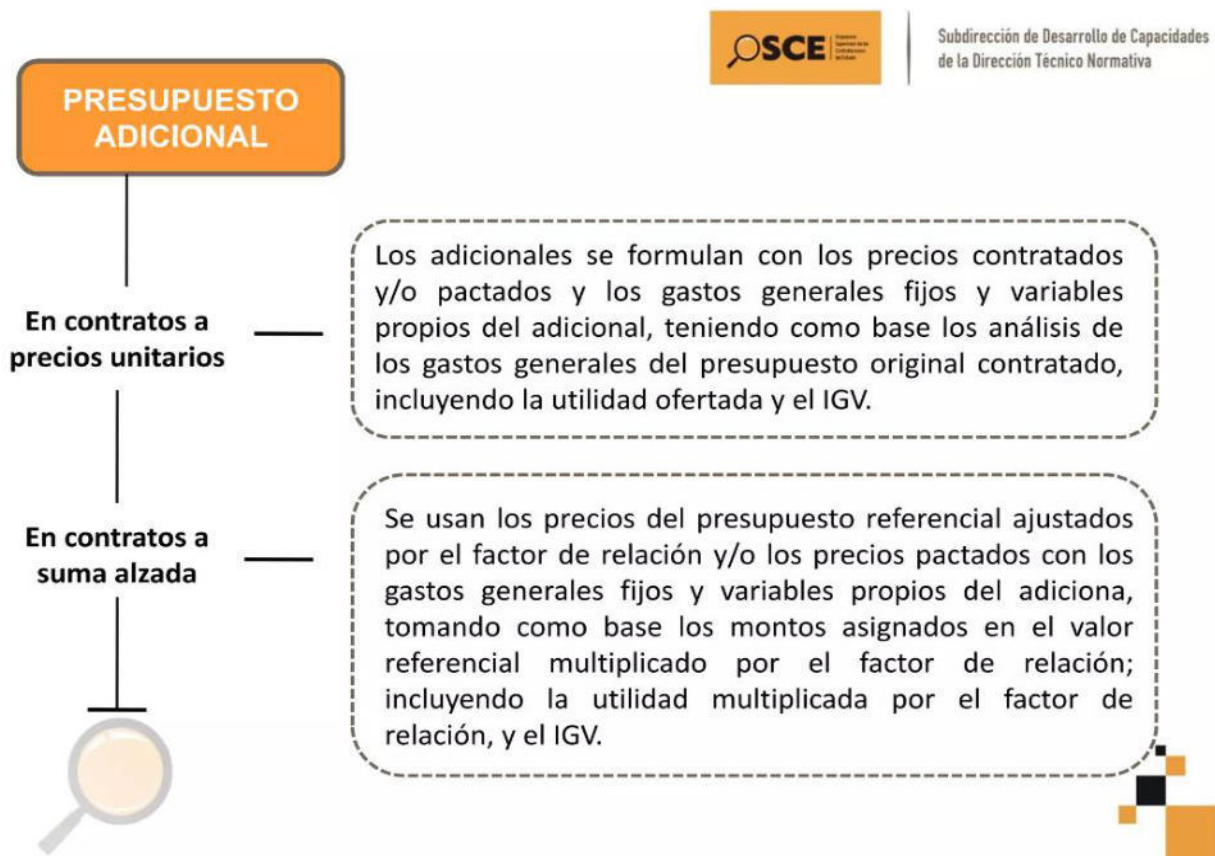 OSCE
Subdirección de Desarrollo de Capacidades
de la Dirección Técnico Normativa
PRESUPUESTO
ADICIONAL
En contratos a
precios unitarios
Los adicionales se formulan con los precios contratados
y/o pactados y los gastos generales fijos y variables
propios del adicional, teniendo como base los análisis de
los gastos generales del presupuesto original contratado,
incluyendo la utilidad ofertada y el IGV.
En contratos a
suma alzada
Se usan los precios del presupuesto referencial ajustados
por el factor de relación y/o los precios pactados con los
gastos generales fijos y variables propios del adiciona,
tomando como base los montos asignados en el valor
referencial multiplicado por el factor de relación;
incluyendo la utilidad multiplicada por el factor de
relación, y el IGV.